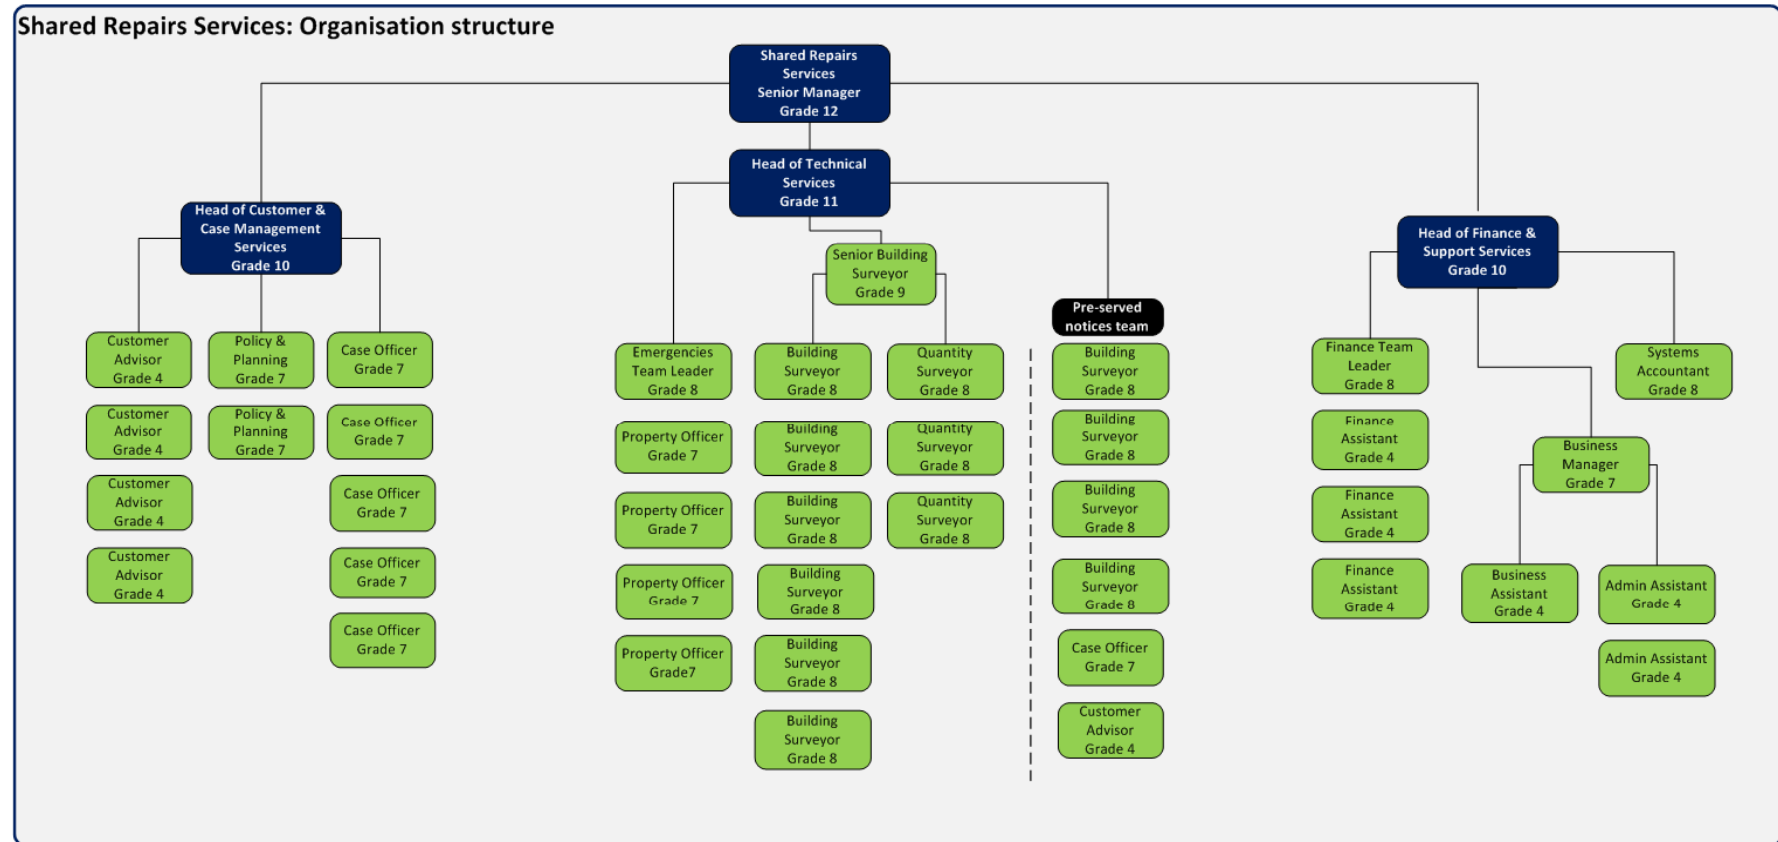 Shared Repairs Services: Organisation structure
Shared Repairs
Services
Senior Manager
Grade 12
Head of Technical
Services
Grade 11
Head of Customer &
Case Management
Services
Grade 10
Head of Finance &
Support Services
Grade 10
Senior Building
Surveyor
Grade 9
Pre-served
notices team
Customer
Advisor
Grade 4
Customer
Advisor
Grade 4
Customer
Advisor
Grade 4
Customer
Advisor
Grade 4
Policy &
Planning
Grade 7
Policy &
Planning
Grade 7
Case Officer
Grade 7
Case Officer
Grade 7
Case Officer
Grade 7
Case Officer
Grade 7
Case Officer
Grade 7
Emergencies
Team Leader
Grade 8
Property Officer
Grade 7
Property Officer
Grade 7
Property Officer
Grade 7
Property Officer
Grade7
Building
Surveyor
Grade 8
Building
Surveyor
Grade 8
Building
Surveyor
Grade 8
Building
Surveyor
Grade 8
Building
Surveyor
Grade 8
Building
Surveyor
Grade 8
Quantity
Surveyor
Grade 8
Quantity
Surveyor
Grade 8
Quantity
Surveyor
Grade 8
Building
Surveyor
Grade 8
Building
Surveyor
Grade 8
Building
Surveyor
Grade 8
Building
Surveyor
Grade 8
Case Officer
Grade 7
Customer
Advisor
Grade 4
Finance Team
Leader
Grade 8
Finance
Assistant
Grade 4
Finance
Assistant
Grade 4
Finance
Assistant
Grade 4
Business
Manager
Grade 7
Business
Assistant
Grade 4
Admin Assistant
Grade 4
Admin Assistant
Grade 4
Systems
Accountant
Grade 8